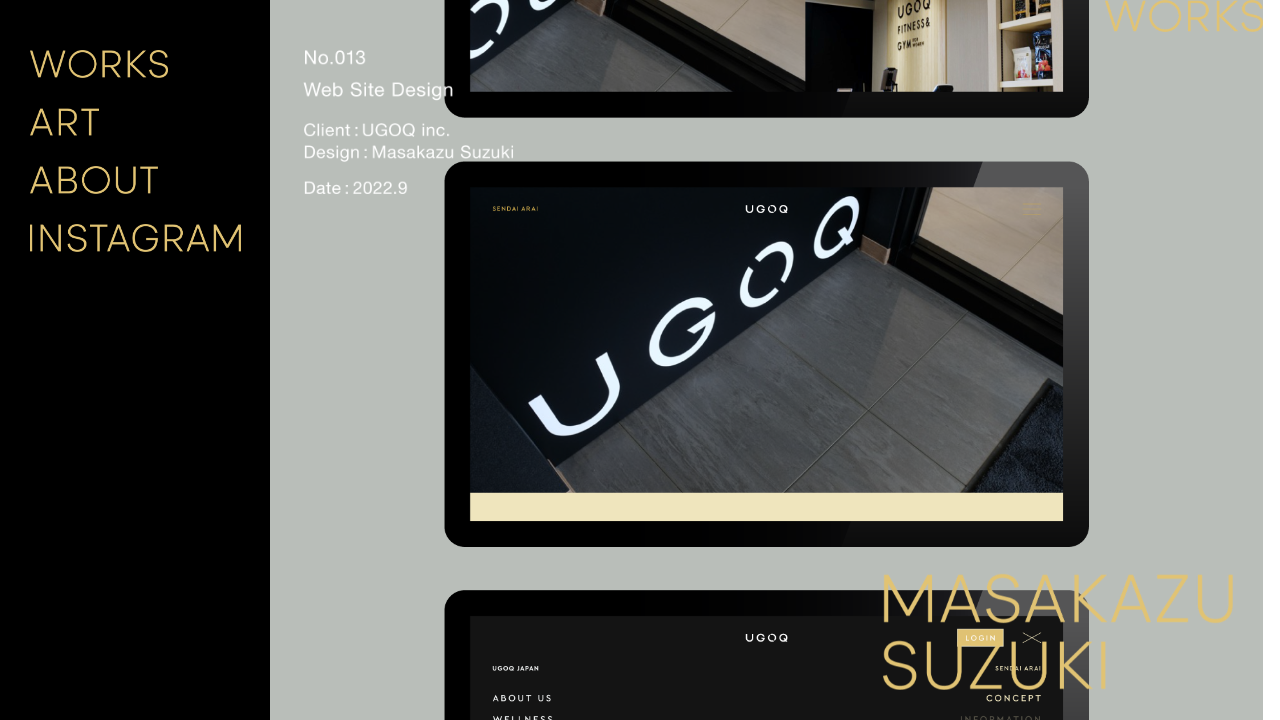 WORKS
ART
ABOUT
INSTAGRAM
No.013
Web Site Design
Client : UGOQ inc.
Design : Masakazu Suzuki
Date : 2022.9
UGOQ
FITNESS&
GYM
WORKS
SENDAI ARAI
UGOQ
UGOQ
MASAKAZU
SUZUKI
UGOQ
LOGIN
UGOQ JAPAN
SENDAI ARAI
ABOUT US
CONCEPT
WELLNESS
INFORMATION